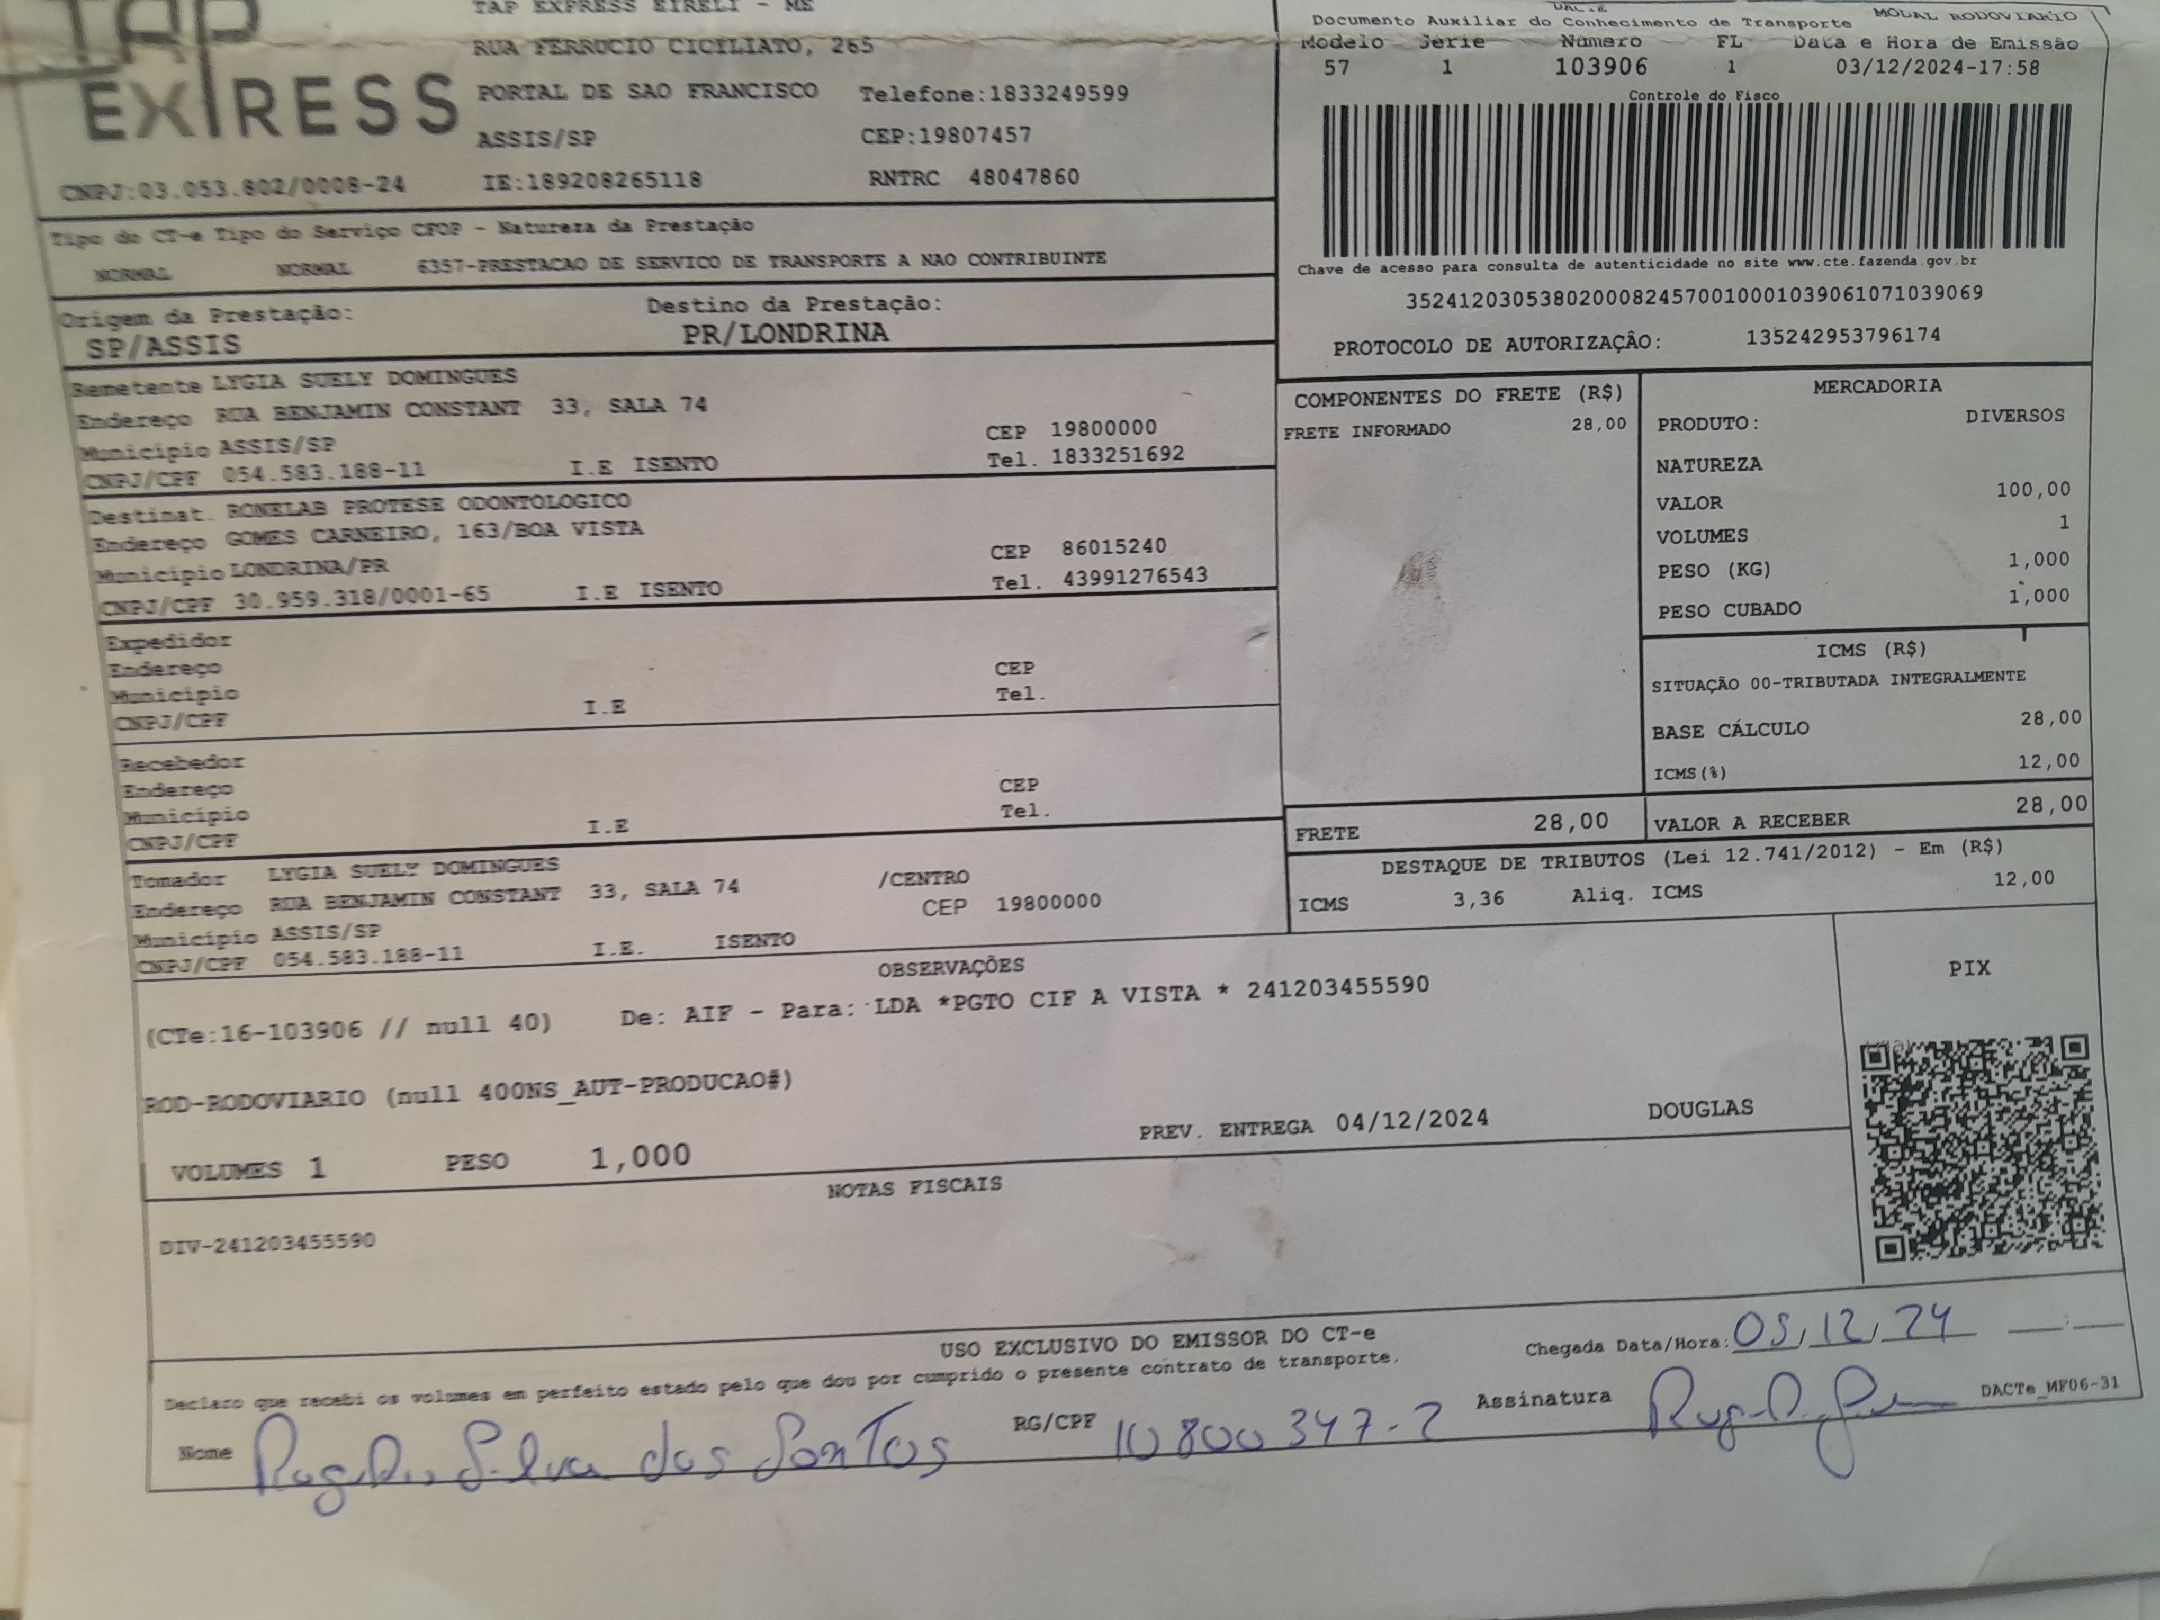 TAP
EXPRESS
TAP EXPRESS EIRELI - ME
RUA FERRUCIO CICILIATO, 265
PORTAL DE SAO FRANCISCO Telefone:1833249599
ASSIS/SP CEP:19807457
CNPJ:03.053.802/0008-24 IE:189208265118 RNTRC 48047860
DACTE
Documento Auxiliar do Conhecimento de Transporte MODAL RODOVIARIO
Modelo Série Número FL Data e Hora de Emissão
57 1 103906 1 03/12/2024-17:58
Controle do Fisco
Chave de acesso para consulta de autenticidade no site www.cte.fazenda.gov.br
35241203053802000824570010001039061071039069
PROTOCOLO DE AUTORIZAÇÂO: 135242953796174
Tipo do CT-e Tipo do Serviço CFOP - Natureza da Prestação
NORMAL NORMAL 6357-PRESTACAO DE SERVICO DE TRANSPORTE A NAO CONTRIBUINTE
Origem da Prestação: Destino da Prestação:
SP/ASSIS PR/LONDRINA
Remetente LYGIA SUELY DOMINGUES
Endereço RUA BENJAMIN CONSTANT 33, SALA 74
Município ASSIS/SP CEP 19800000
CNPJ/CPF 054.583.188-11 I.E ISENTO Tel. 1833251692
Destinat. RONELAB PROTESE ODONTOLOGICO
Endereço GOMES CARNEIRO, 163/BOA VISTA
Município LONDRINA/PR CEP 86015240
CNPJ/CPF 30.959.318/0001-65 I.E ISENTO Tel. 43991276543
Expedidor
Endereço CEP
Município Tel.
CNPJ/CPF I.E
Recebedor
Endereço CEP
Município Tel.
CNPJ/CPF I.E
Tomador LYGIA SUELY DOMINGUES
Endereço RUA BENJAMIN CONSTANT 33, SALA 74 /CENTRO
Município ASSIS/SP CEP 19800000
CNPJ/CPF 054.583.188-11 I.E. ISENTO
COMPONENTES DO FRETE (R$)
FRETE INFORMADO 28,00
MERCADORIA
PRODUTO: DIVERSOS
NATUREZA
VALOR 100,00
VOLUMES 1
PESO (KG) 1,000
PESO CUBADO 1,000
ICMS (R$)
SITUAÇÃO 00-TRIBUTADA INTEGRALMENTE
BASE CÁLCULO 28,00
ICMS(%) 12,00
FRETE 28,00 VALOR A RECEBER 28,00
DESTAQUE DE TRIBUTOS (Lei 12.741/2012) - Em (R$)
ICMS 3,36 Aliq. ICMS 12,00
OBSERVAÇÕES
(CTe:16-103906 // null 40) De: AIF - Para: LDA *PGTO CIF A VISTA * 241203455590
ROD-RODOVIARIO (null 400NS_AUT-PRODUCAO#)
PREV. ENTREGA 04/12/2024 DOUGLAS
VOLUMES 1 PESO 1,000
PIX
NOTAS FISCAIS
DIV-241203455590
USO EXCLUSIVO DO EMISSOR DO CT-e
Declaro que recebi os volumes em perfeito estado pelo que dou por cumprido o presente contrato de transporte.
Chegada Data/Hora: 05/12/24 __:__
Nome Silva dos Santos RG/CPF 10800347-2 Assinatura
DACTe_MF06-31